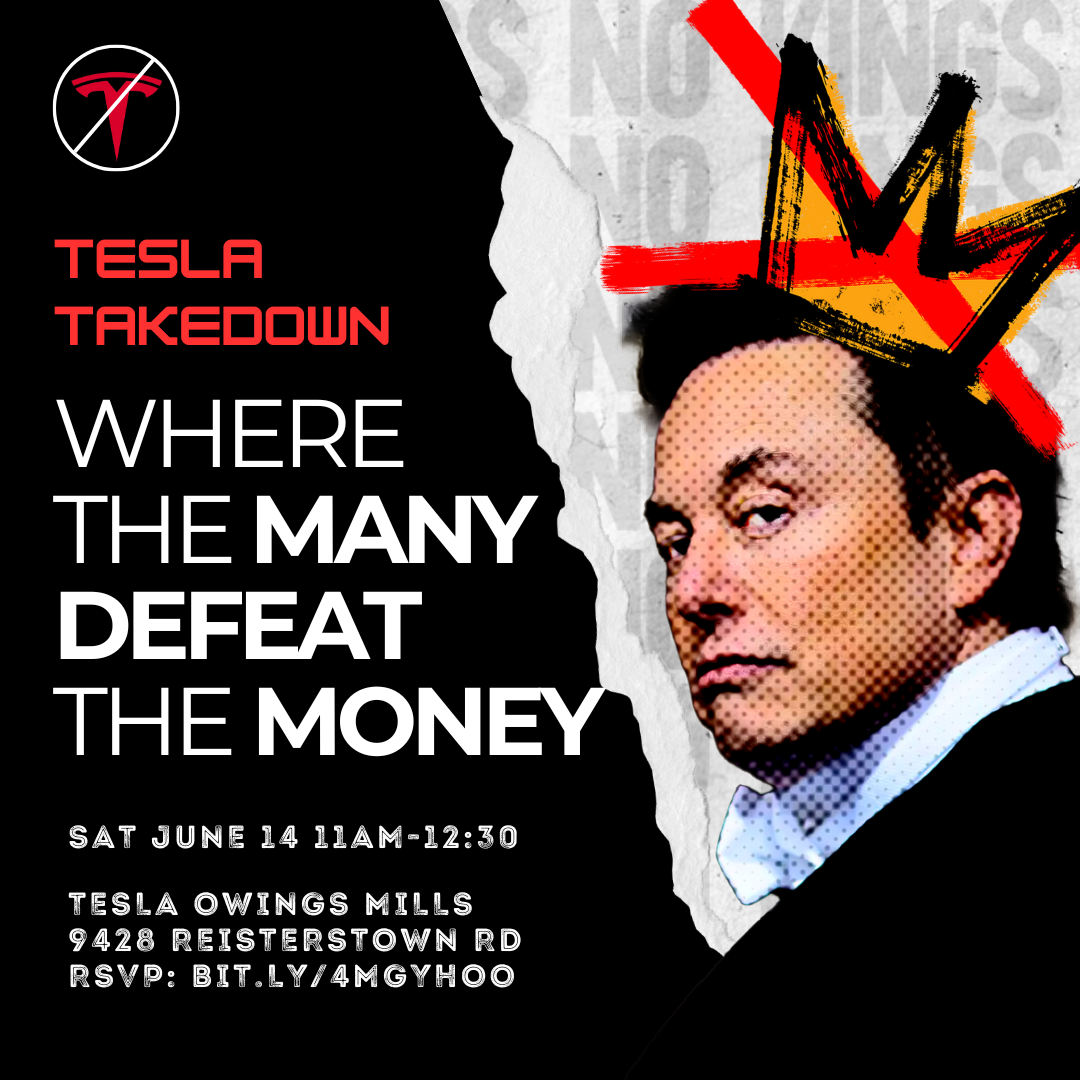 S NO KINGS
NO KINGS
TESLA
TAKEDOWN
WHERE
THE MANY
DEFEAT
THE MONEY
SAT JUNE 14 11AM-12:30
TESLA OWINGS MILLS
9428 REISTERSTOWN RD
RSVP: BIT.LY/4MGYHOO